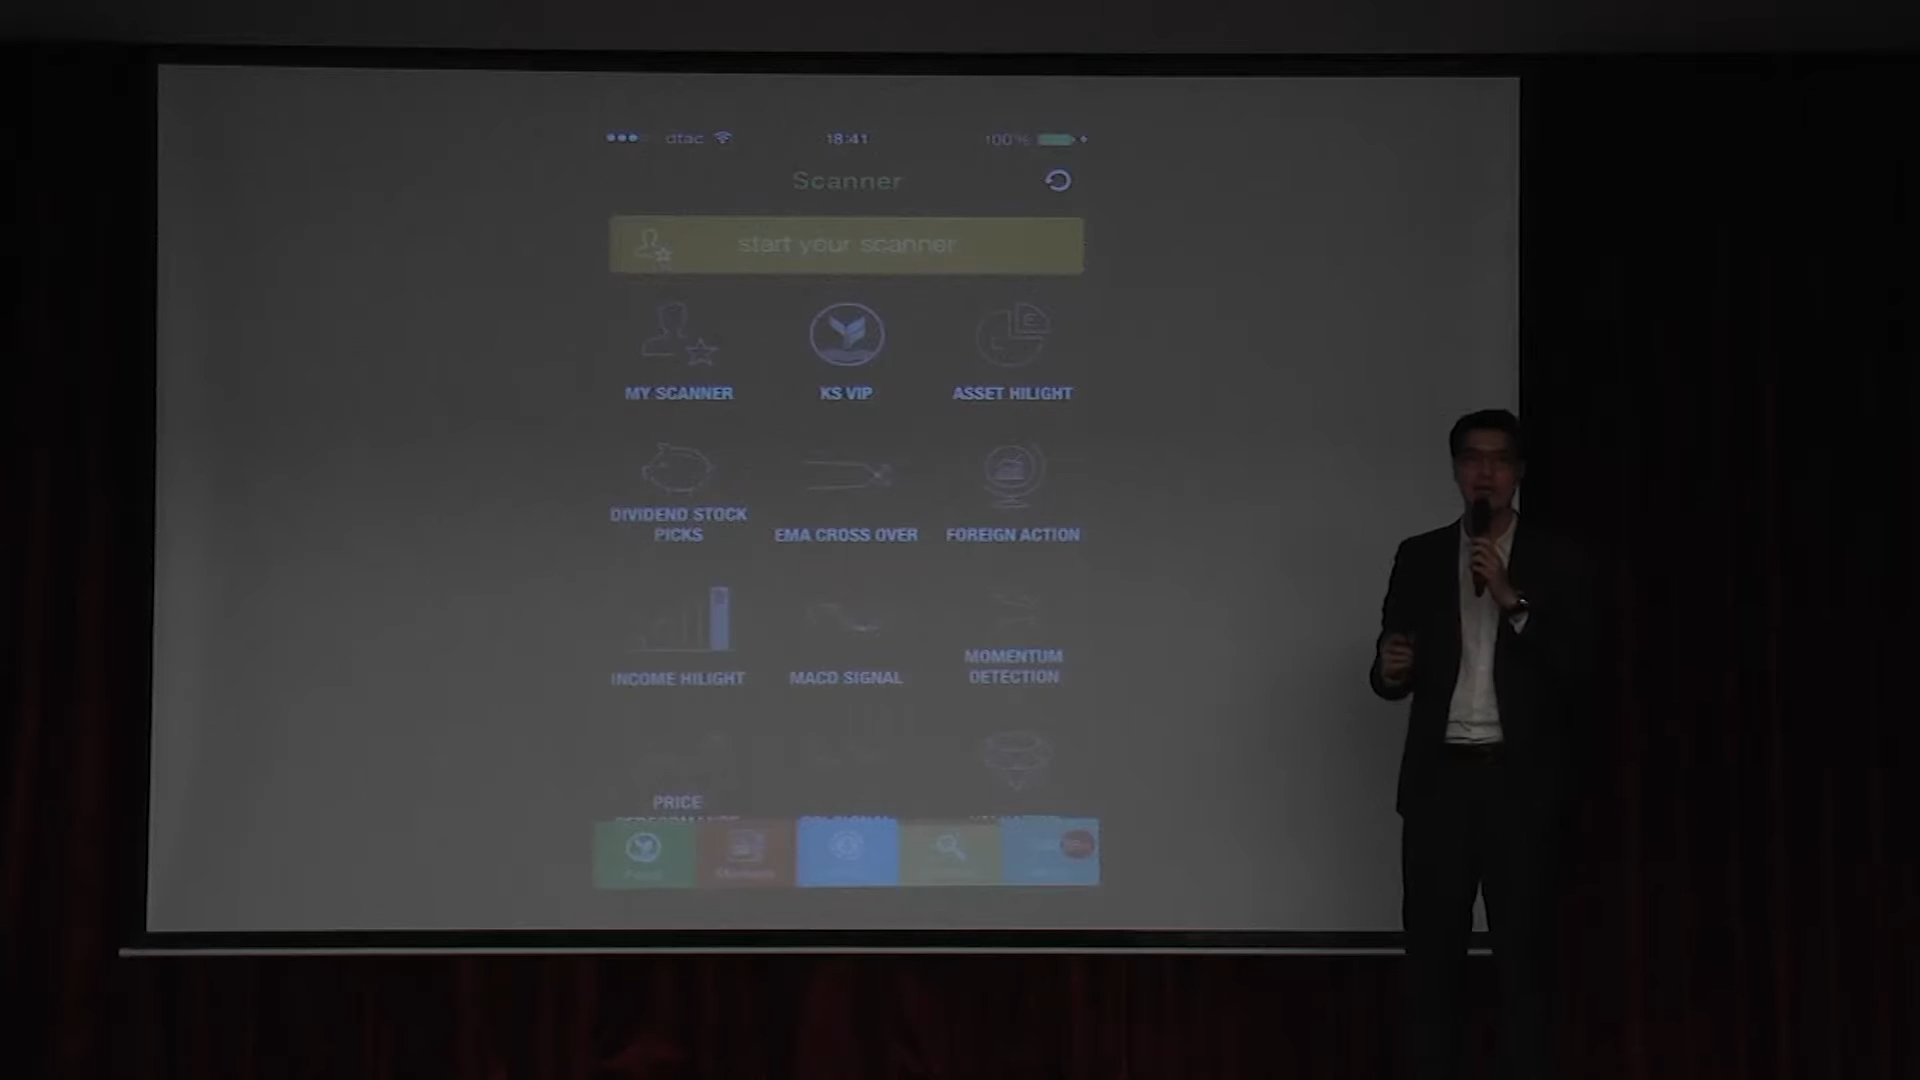 dtac
18:41
100%
Scanner
start your scanner
MY SCANNER
KS VIP
ASSET HILIGHT
DIVIDEND STOCK
PICKS
EMA CROSS OVER
FOREIGN ACTION
INCOME HILIGHT
MACD SIGNAL
MOMENTUM
DETECTION
PRICE